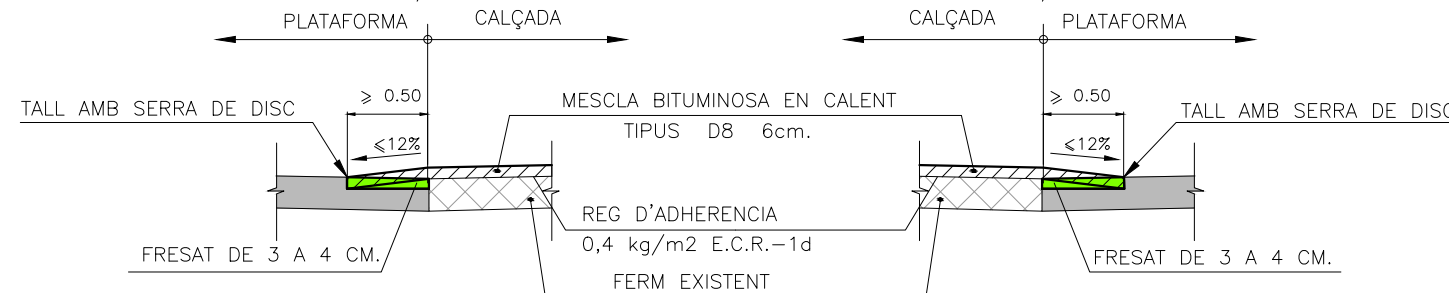 PLATAFORMA CALÇADA
CALÇADA PLATAFORMA
TALL AMB SERRA DE DISC
≥ 0.50
≤12%
MESCLA BITUMINOSA EN CALENT
TIPUS D8 6cm.
≥ 0.50
≤12%
TALL AMB SERRA DE DISC
FRESAT DE 3 A 4 CM.
REG D'ADHERENCIA
0,4 kg/m2 E.C.R.-1d
FERM EXISTENT
FRESAT DE 3 A 4 CM.